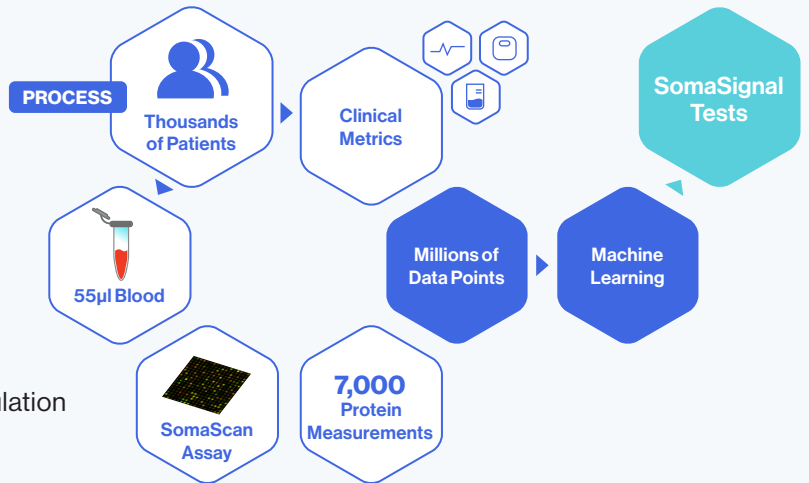 PROCESS
Thousands
of Patients
Clinical
Metrics
SomaSignal
Tests
55µl Blood
Millions of
Data Points
Machine
Learning
SomaScan
Assay
7,000
Protein
Measurements